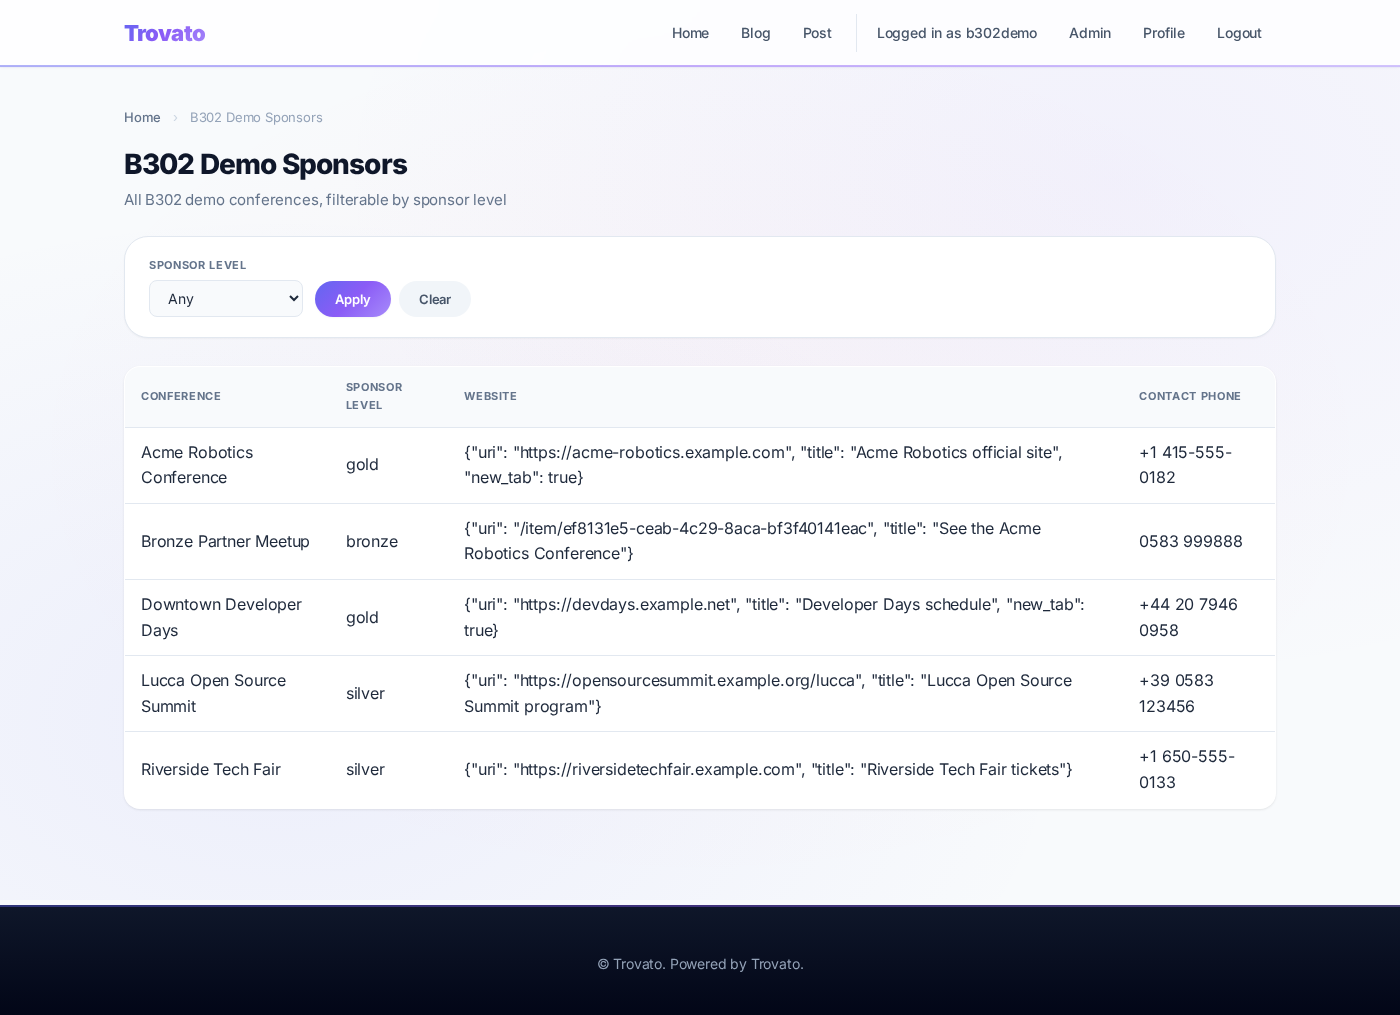 Trovato
Home
Blog
Post
Logged in as b302demo
Admin
Profile
Logout
Home › B302 Demo Sponsors
B302 Demo Sponsors
All B302 demo conferences, filterable by sponsor level
SPONSOR LEVEL
Any
Apply
Clear
CONFERENCE
SPONSOR
LEVEL
WEBSITE
CONTACT PHONE
Acme Robotics
Conference
gold
{"uri": "https://acme-robotics.example.com", "title": "Acme Robotics official site",
"new_tab": true}
+1 415-555-
0182
Bronze Partner Meetup
bronze
{"uri": "/item/ef8131e5-ceab-4c29-8aca-bf3f40141eac", "title": "See the Acme
Robotics Conference"}
0583 999888
Downtown Developer
Days
gold
{"uri": "https://devdays.example.net", "title": "Developer Days schedule", "new_tab":
true}
+44 20 7946
0958
Lucca Open Source
Summit
silver
{"uri": "https://opensourcesummit.example.org/lucca", "title": "Lucca Open Source
Summit program"}
+39 0583
123456
Riverside Tech Fair
silver
{"uri": "https://riversidetechfair.example.com", "title": "Riverside Tech Fair tickets"}
+1 650-555-
0133
© Trovato. Powered by Trovato.